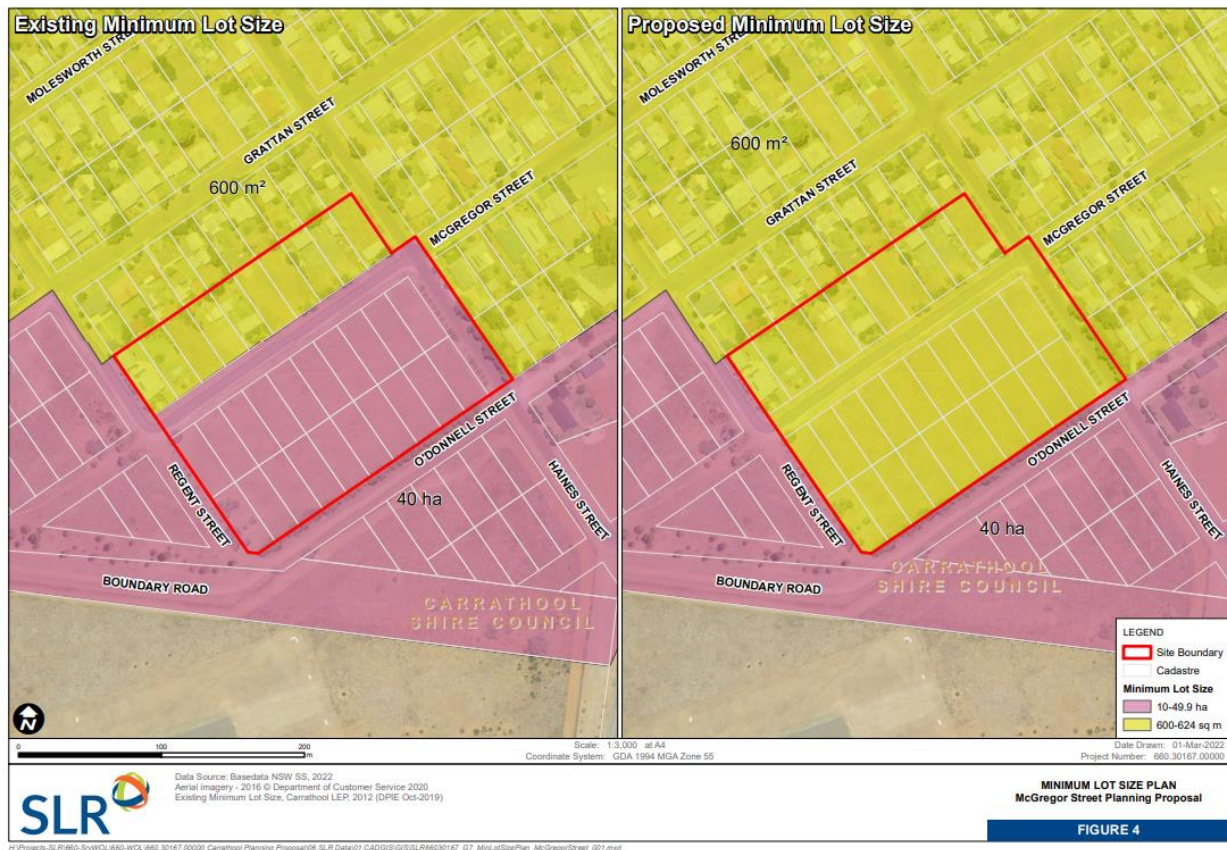 Existing Minimum Lot Size
MOLESWORTH STREET
GRATTAN STREET
600 m²
MCGREGOR STREET
REGENT STREET
O'DONNELL STREET
HAINES STREET
40 ha
BOUNDARY ROAD
CARRATHOOL
SHIRE COUNCIL
N
Proposed Minimum Lot Size
MOLESWORTH STRE
600 m²
GRATTAN STREET
MCGREGOR STREET
REGENT STREET
O'DONNELL STREET
HAINES STREET
40 ha
BOUNDARY ROAD
CARRATHOOL
SHIRE COUNCIL
LEGEND
Site Boundary
Cadastre
Minimum Lot Size
10-49.9 ha
600-624 sq m
0 100 200
m
Scale: 1:3,000 at A4
Coordinate System: GDA 1994 MGA Zone 55
Date Drawn: 01-Mar-2022
Project Number: 660.30167.00000
SLR
Data Source: Basedata NSW SS, 2022
Aerial imagery - 2016 © Department of Customer Service 2020
Existing Minimum Lot Size, Carrathool LEP, 2012 (DPIE Oct-2019)
MINIMUM LOT SIZE PLAN
McGregor Street Planning Proposal
FIGURE 4